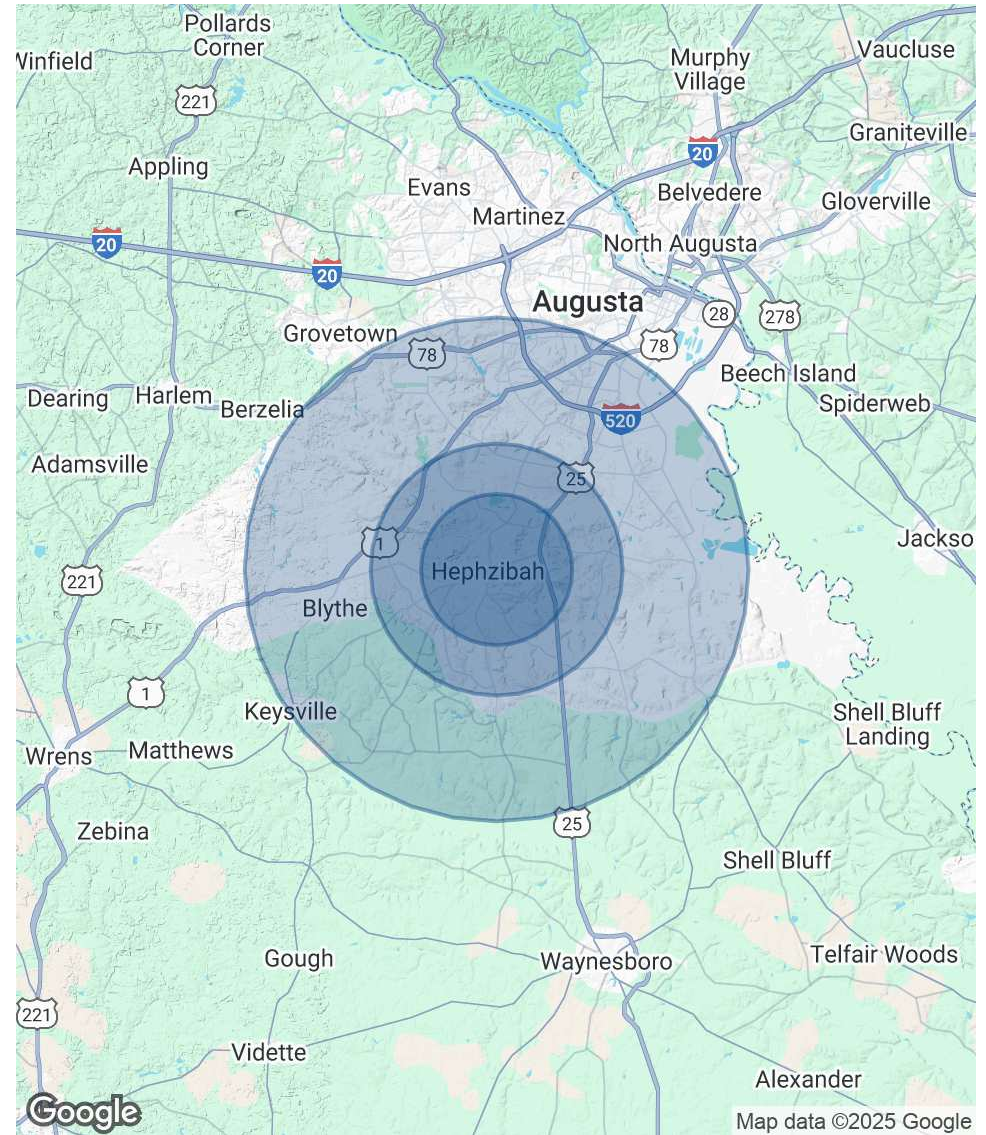 Pollards
Corner
Winfield
Murphy
Village
Vaucluse
221
Graniteville
20
Appling
Evans
Belvedere
Gloverville
Martinez
North Augusta
20
20
Augusta
28
278
Grovetown
78
78
Beech Island
Dearing
Harlem
Berzelia
Spiderweb
520
Adamsville
25
Jackso
1
Hephzibah
221
Blythe
1
Keysville
Shell Bluff
Landing
Wrens
Matthews
25
Zebina
Shell Bluff
Gough
Waynesboro
Telfair Woods
221
Vidette
Alexander
Google
Map data ©2025 Google